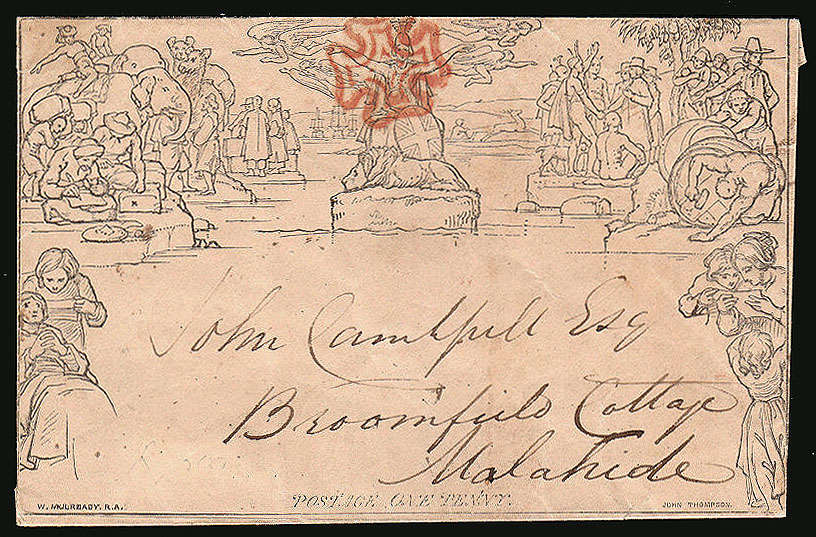 John Campbell Esq
Broomfield Cottage
Malahide
POSTAGE ONE PENNY.
W. MULREADY. R.A.
JOHN THOMPSON.